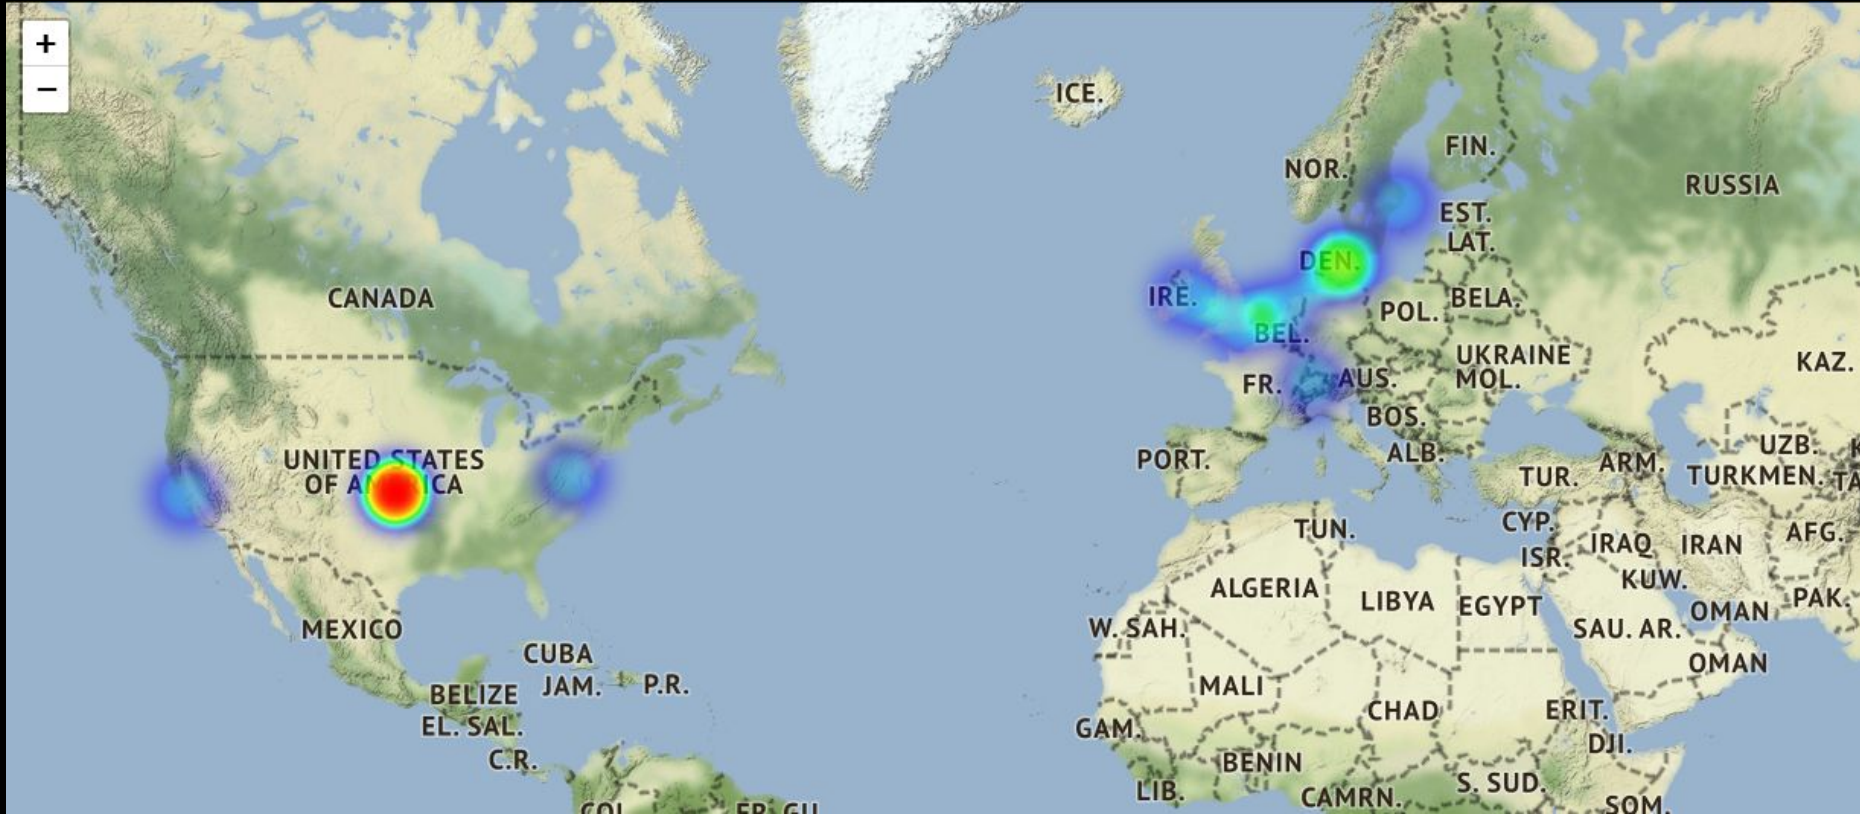 +
−
ICE.
FIN.
NOR.
RUSSIA
EST.
LAT.
DEN.
IRE.
CANADA
BELA.
POL.
BEL.
UKRAINE
KAZ.
FR.
AUS.
MOL.
BOS.
UZB.
PORT.
ALB.
ARM.
UNITED STATES
OF AMERICA
TUR.
TURKMEN.
CYP.
TUN.
AFG.
ISR.
IRAQ
IRAN
KUW.
ALGERIA
LIBYA
EGYPT
OMAN
PAK.
MEXICO
W. SAH.
SAU. AR.
CUBA
OMAN
JAM.
P.R.
MALI
BELIZE
CHAD
ERIT.
EL. SAL.
GAM.
DJI.
C.R.
BENIN
LIB.
S. SUD.
CAMRN.
SOM.